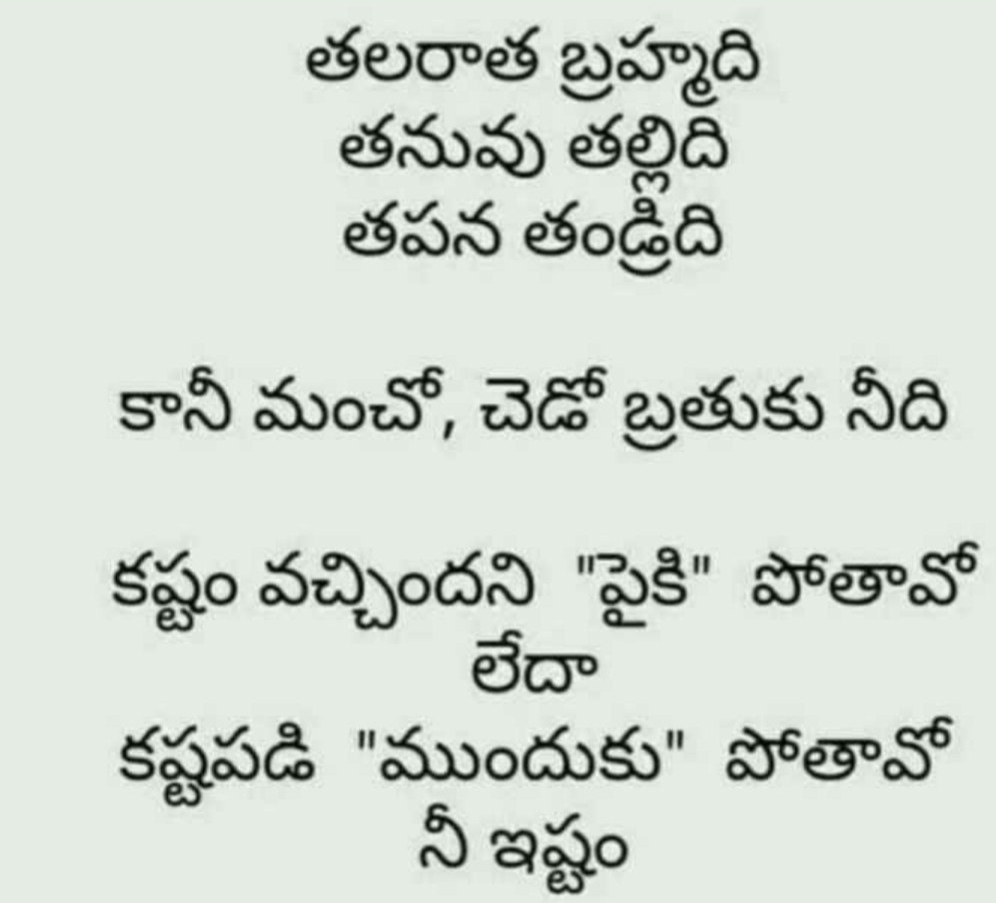 తలరాత బ్రహ్మది
తనువు తల్లిది
తపన తండ్రిది
కానీ మంచో, చెడో బ్రతుకు నీది
కష్టం వచ్చిందని "పైకి" పోతావో
లేదా
కష్టపడి "ముందుకు" పోతావో
నీ ఇష్టం